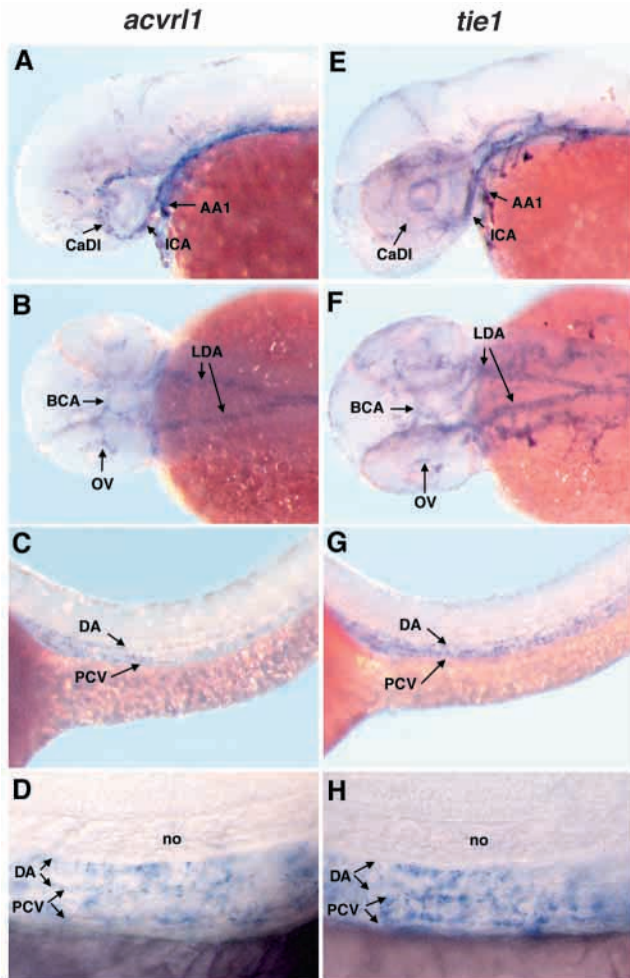 acvrl1
tie1
A
CaDI
ICA
AA1
E
CaDI
ICA
AA1
B
LDA
BCA
OV
F
LDA
BCA
OV
C
DA
PCV
G
DA
PCV
D
no
DA
PCV
H
no
DA
PCV